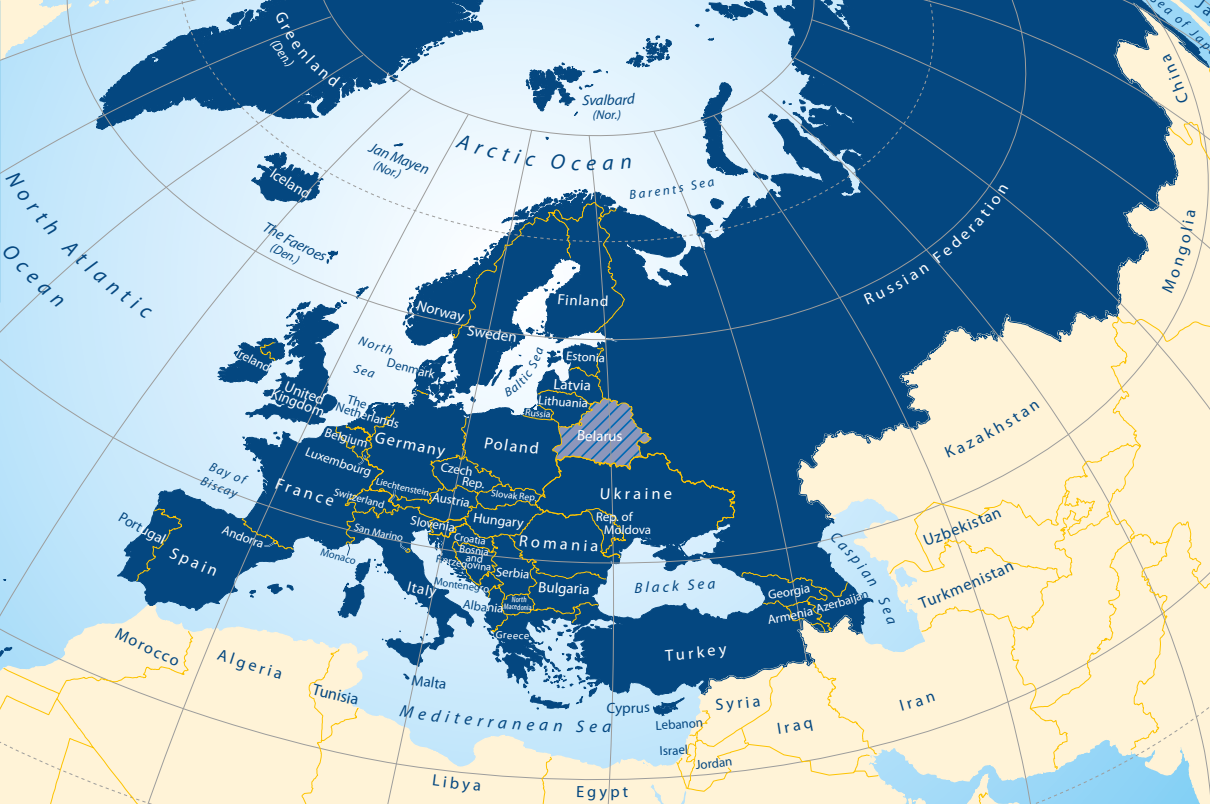 Greenland
(Den.)
Svalbard
(Nor.)
Jan Mayen
(Nor.)
Arctic Ocean
Barents Sea
Sea of Jap
China
Mongolia
Iceland
The Faeroes
(Den.)
North Atlantic
Ocean
Russian Federation
Norway
Sweden
Finland
North
Sea
Denmark
Baltic Sea
Estonia
Latvia
Lithuania
Russia
Ireland
United
Kingdom
The
Netherlands
Belgium
Germany
Poland
Belarus
Luxembourg
Kazakhstan
Bay of
Biscay
France
Switzerland
Liechtenstein
Czech
Rep.
Austria
Slovak Rep.
Ukraine
Rep. of
Moldova
Portugal
Spain
Andorra
Monaco
San Marino
Slovenia
Hungary
Croatia
Bosnia
and
Herzegovina
Romania
Serbia
Montenegro
Italy
Bulgaria
Albania
North
Macedonia
Greece
Black Sea
Georgia
Armenia
Azerbaijan
Caspian Sea
Uzbekistan
Turkmenistan
Turkey
Morocco
Algeria
Tunisia
Malta
Mediterranean Sea
Cyprus
Lebanon
Israel
Jordan
Syria
Iraq
Iran
Libya
Egypt